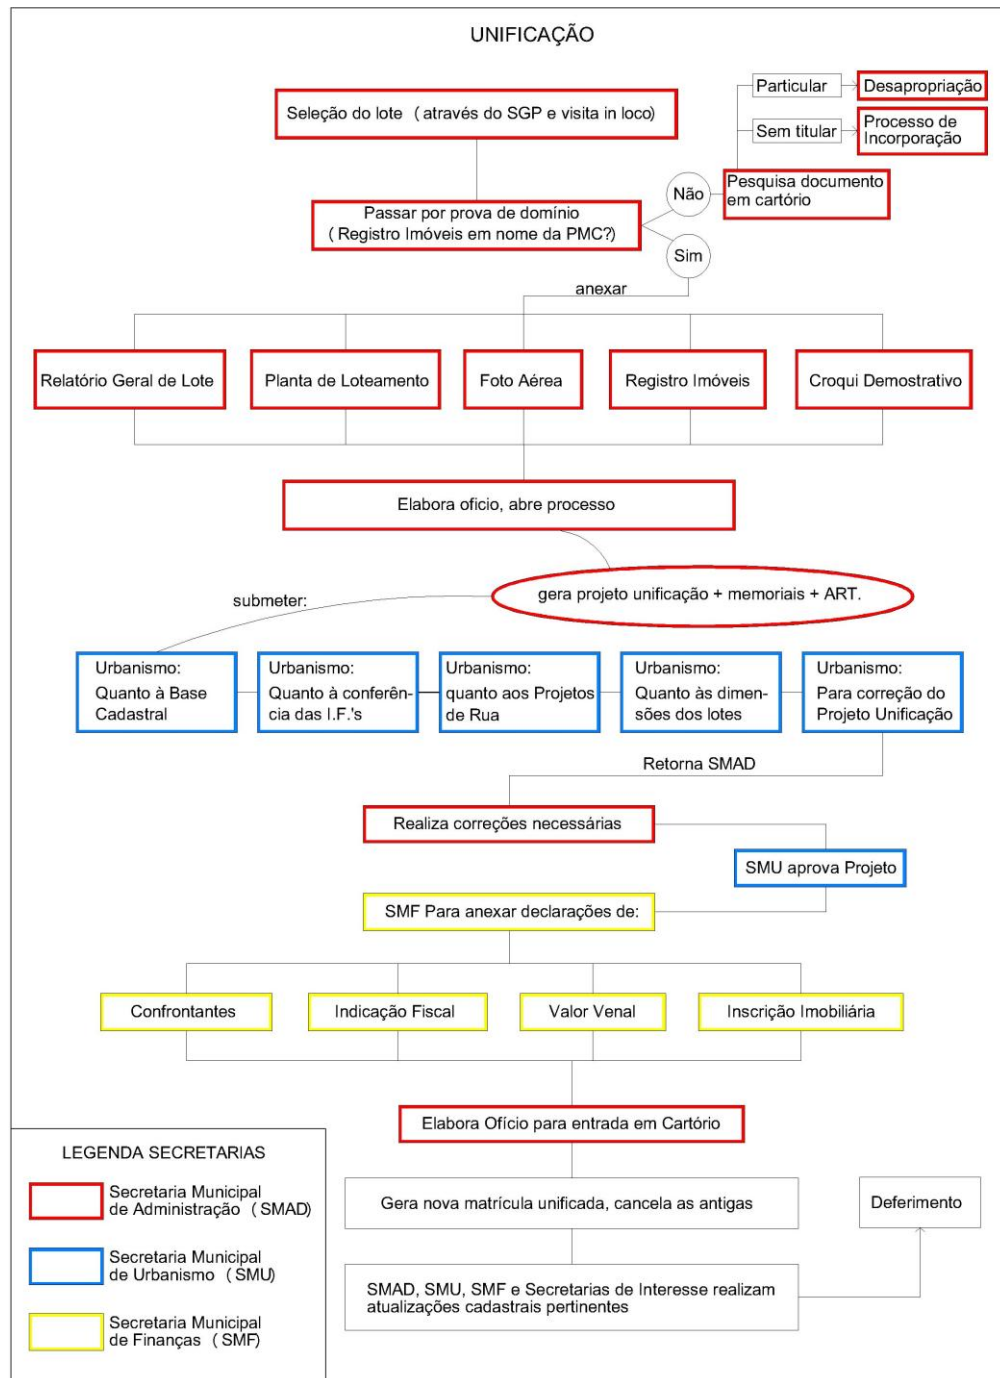 UNIFICAÇÃO
Seleção do lote (através do SGP e visita in loco)
Particular
Desapropriação
Sem titular
Processo de
Incorporação
Pesquisa documento
em cartório
Não
Passar por prova de domínio
(Registro Imóveis em nome da PMC?)
Sim
anexar
Relatório Geral de Lote
Planta de Loteamento
Foto Aérea
Registro Imóveis
Croqui Demostrativo
Elabora oficio, abre processo
gera projeto unificação + memoriais + ART.
submeter:
Urbanismo:
Quanto à Base
Cadastral
Urbanismo:
Quanto à conferên-
cia das I.F.'s
Urbanismo:
quanto aos Projetos
de Rua
Urbanismo:
Quanto às dimen-
sões dos lotes
Urbanismo:
Para correção do
Projeto Unificação
Retorna SMAD
Realiza correções necessárias
SMU aprova Projeto
SMF Para anexar declarações de:
Confrontantes
Indicação Fiscal
Valor Venal
Inscrição Imobiliária
Elabora Ofício para entrada em Cartório
Gera nova matrícula unificada, cancela as antigas
Deferimento
SMAD, SMU, SMF e Secretarias de Interesse realizam
atualizações cadastrais pertinentes
LEGENDA SECRETARIAS
Secretaria Municipal
de Administração (SMAD)
Secretaria Municipal
de Urbanismo (SMU)
Secretaria Municipal
de Finanças (SMF)